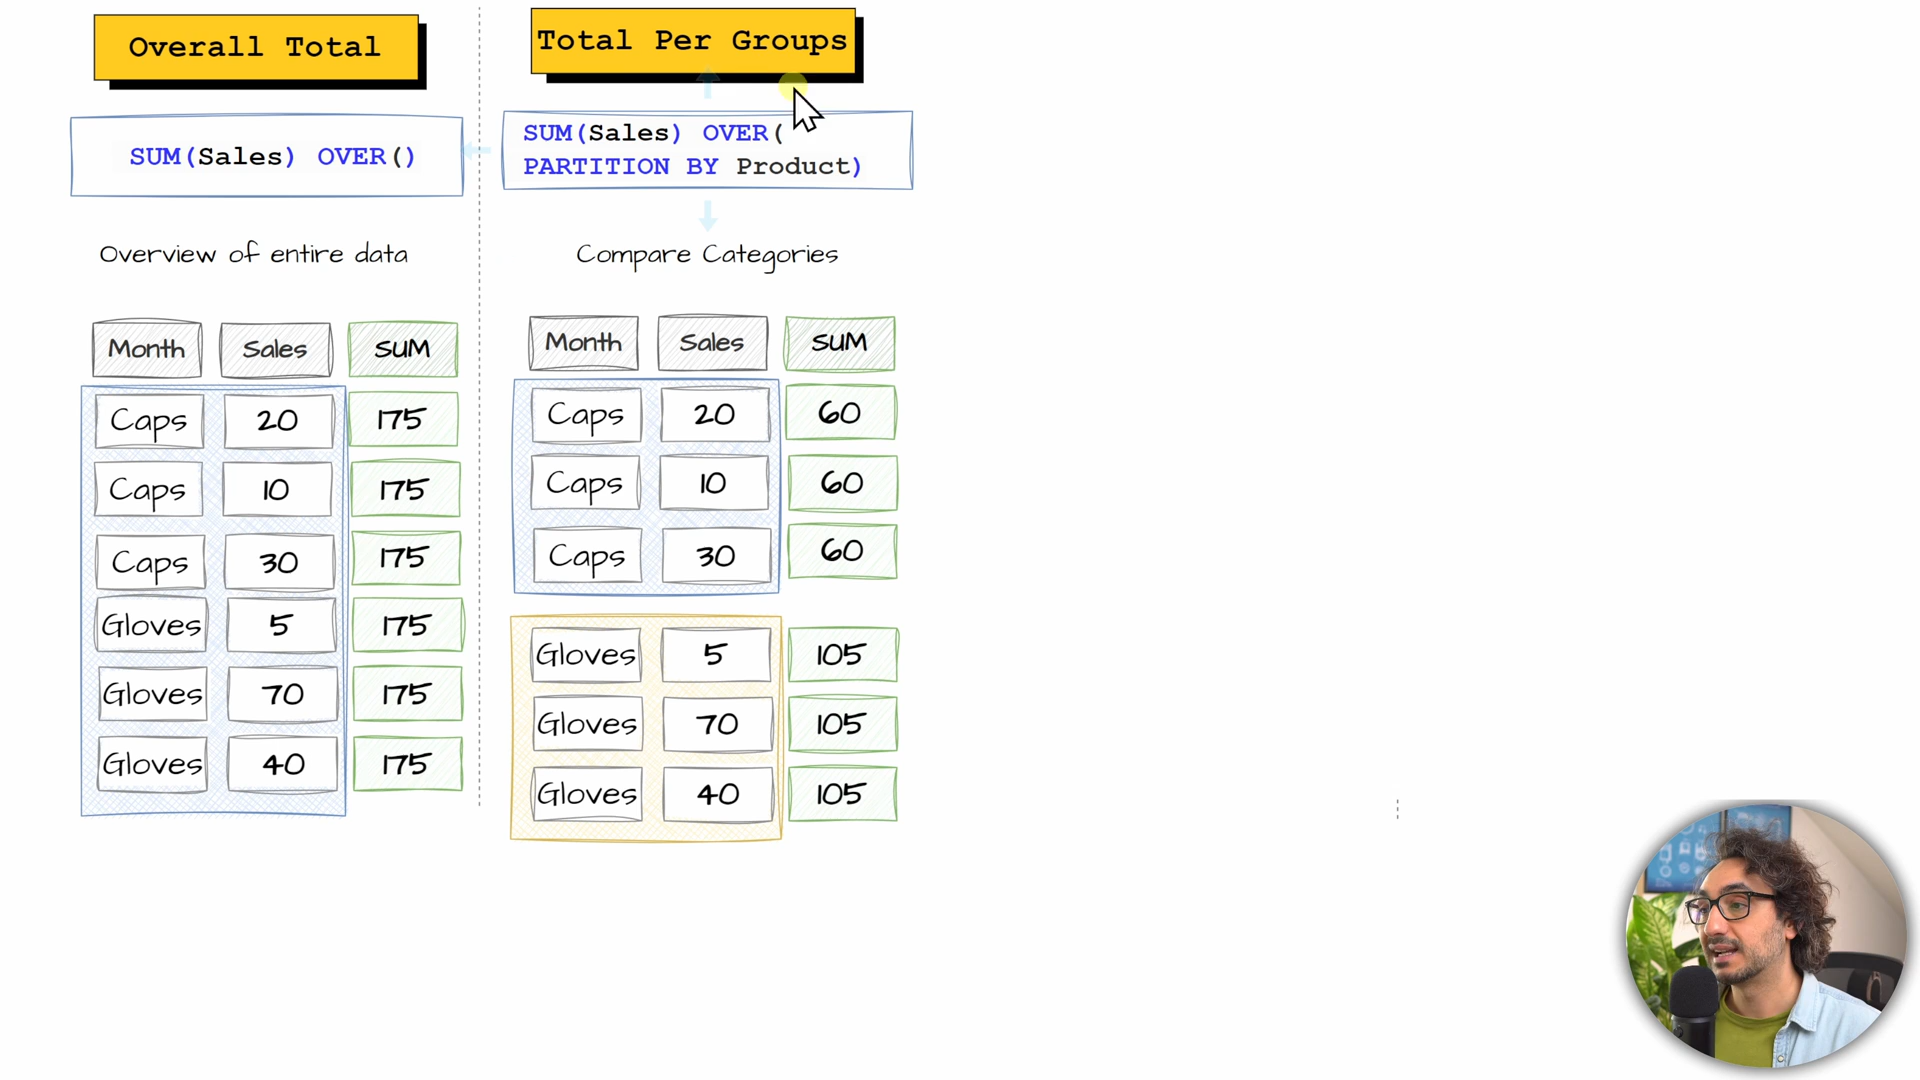 Overall Total
SUM(Sales) OVER()
Overview of entire data
Month Sales SUM
Caps 20 175
Caps 10 175
Caps 30 175
Gloves 5 175
Gloves 70 175
Gloves 40 175
Total Per Groups
SUM(Sales) OVER(
PARTITION BY Product)
Compare Categories
Month Sales SUM
Caps 20 60
Caps 10 60
Caps 30 60
Gloves 5 105
Gloves 70 105
Gloves 40 105